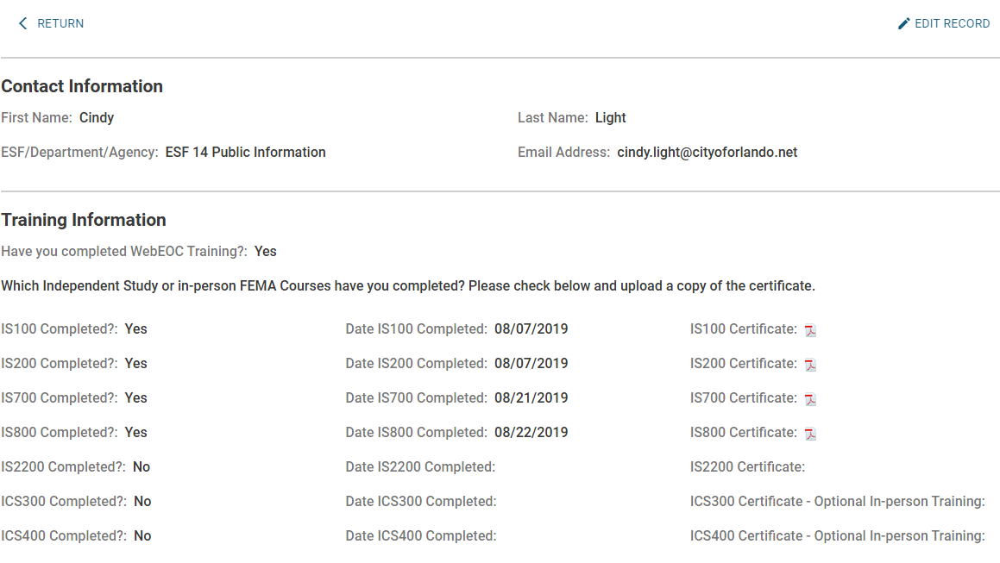 RETURN EDIT RECORD
Contact Information
First Name: Cindy Last Name: Light
ESF/Department/Agency: ESF 14 Public Information Email Address: cindy.light@cityoforlando.net
Training Information
Have you completed WebEOC Training?: Yes
Which Independent Study or in-person FEMA Courses have you completed? Please check below and upload a copy of the certificate.
IS100 Completed?: Yes Date IS100 Completed: 08/07/2019 IS100 Certificate:
IS200 Completed?: Yes Date IS200 Completed: 08/07/2019 IS200 Certificate:
IS700 Completed?: Yes Date IS700 Completed: 08/21/2019 IS700 Certificate:
IS800 Completed?: Yes Date IS800 Completed: 08/22/2019 IS800 Certificate:
IS2200 Completed?: No Date IS2200 Completed: IS2200 Certificate:
ICS300 Completed?: No Date ICS300 Completed: ICS300 Certificate - Optional In-person Training:
ICS400 Completed?: No Date ICS400 Completed: ICS400 Certificate - Optional In-person Training: